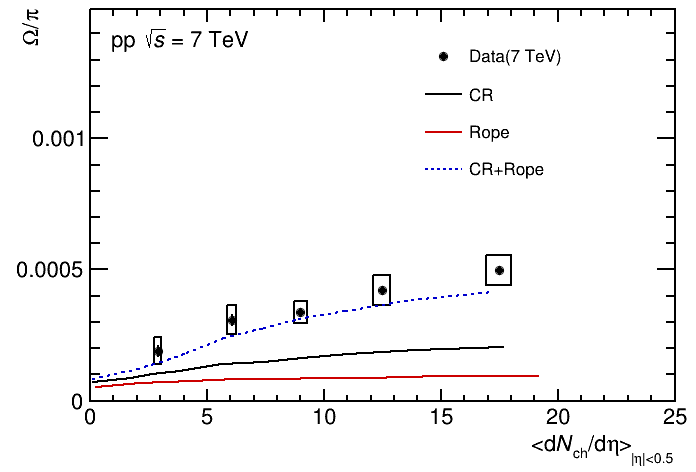 Ω/π
pp √s = 7 TeV
Data(7 TeV)
CR
Rope
CR+Rope
0.001
0.0005
0
0 5 10 15 20 25
<dN_ch/dη>_|η|<0.5